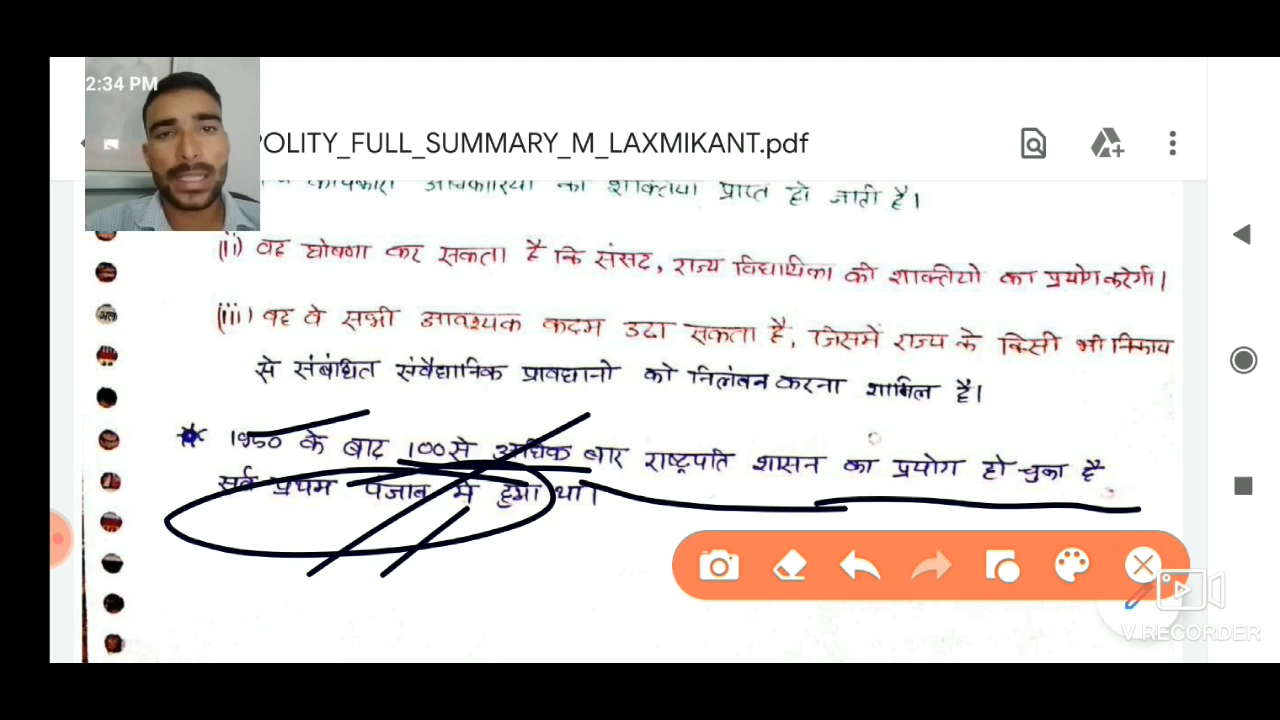 2:34 PM
POLITY_FULL_SUMMARY_M_LAXMIKANT.pdf
शक्तियाँ प्राप्त हो जाती है।
(ii) वह घोषणा कर सकता है कि संसद, राज्य विधायिका की शक्तियो का प्रयोग करेगी।
(iii) वह वे सभी आवश्यक कदम उठा सकता है, जिसमें राज्य के किसी भी निकाय
से संबंधित संवैधानिक प्रावधानो को निलंबन करना शामिल है।
* 1950 के बाद 100 से अधिक बार राष्ट्रपति शासन का प्रयोग हो चुका है
सर्व प्रथम पंजाब में हुआ था।
V RECORDER